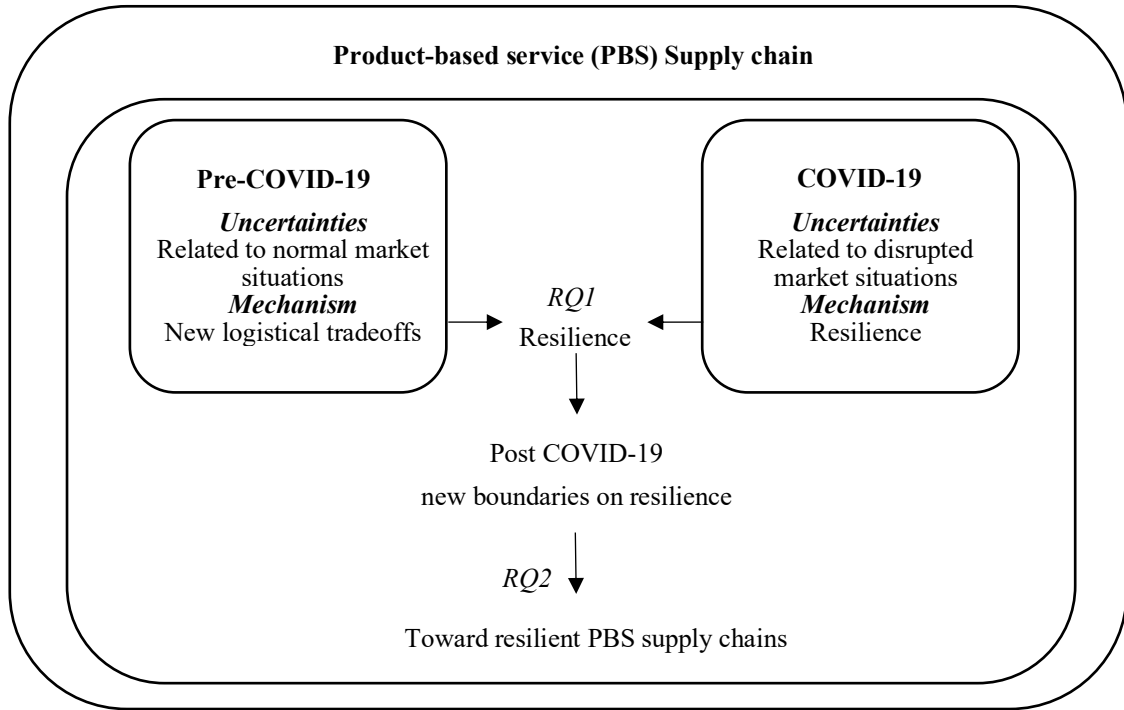 Product-based service (PBS) Supply chain
Pre-COVID-19
Uncertainties
Related to normal market
situations
Mechanism
New logistical tradeoffs
COVID-19
Uncertainties
Related to disrupted
market situations
Mechanism
Resilience
RQ1
Resilience
Post COVID-19
new boundaries on resilience
RQ2
Toward resilient PBS supply chains